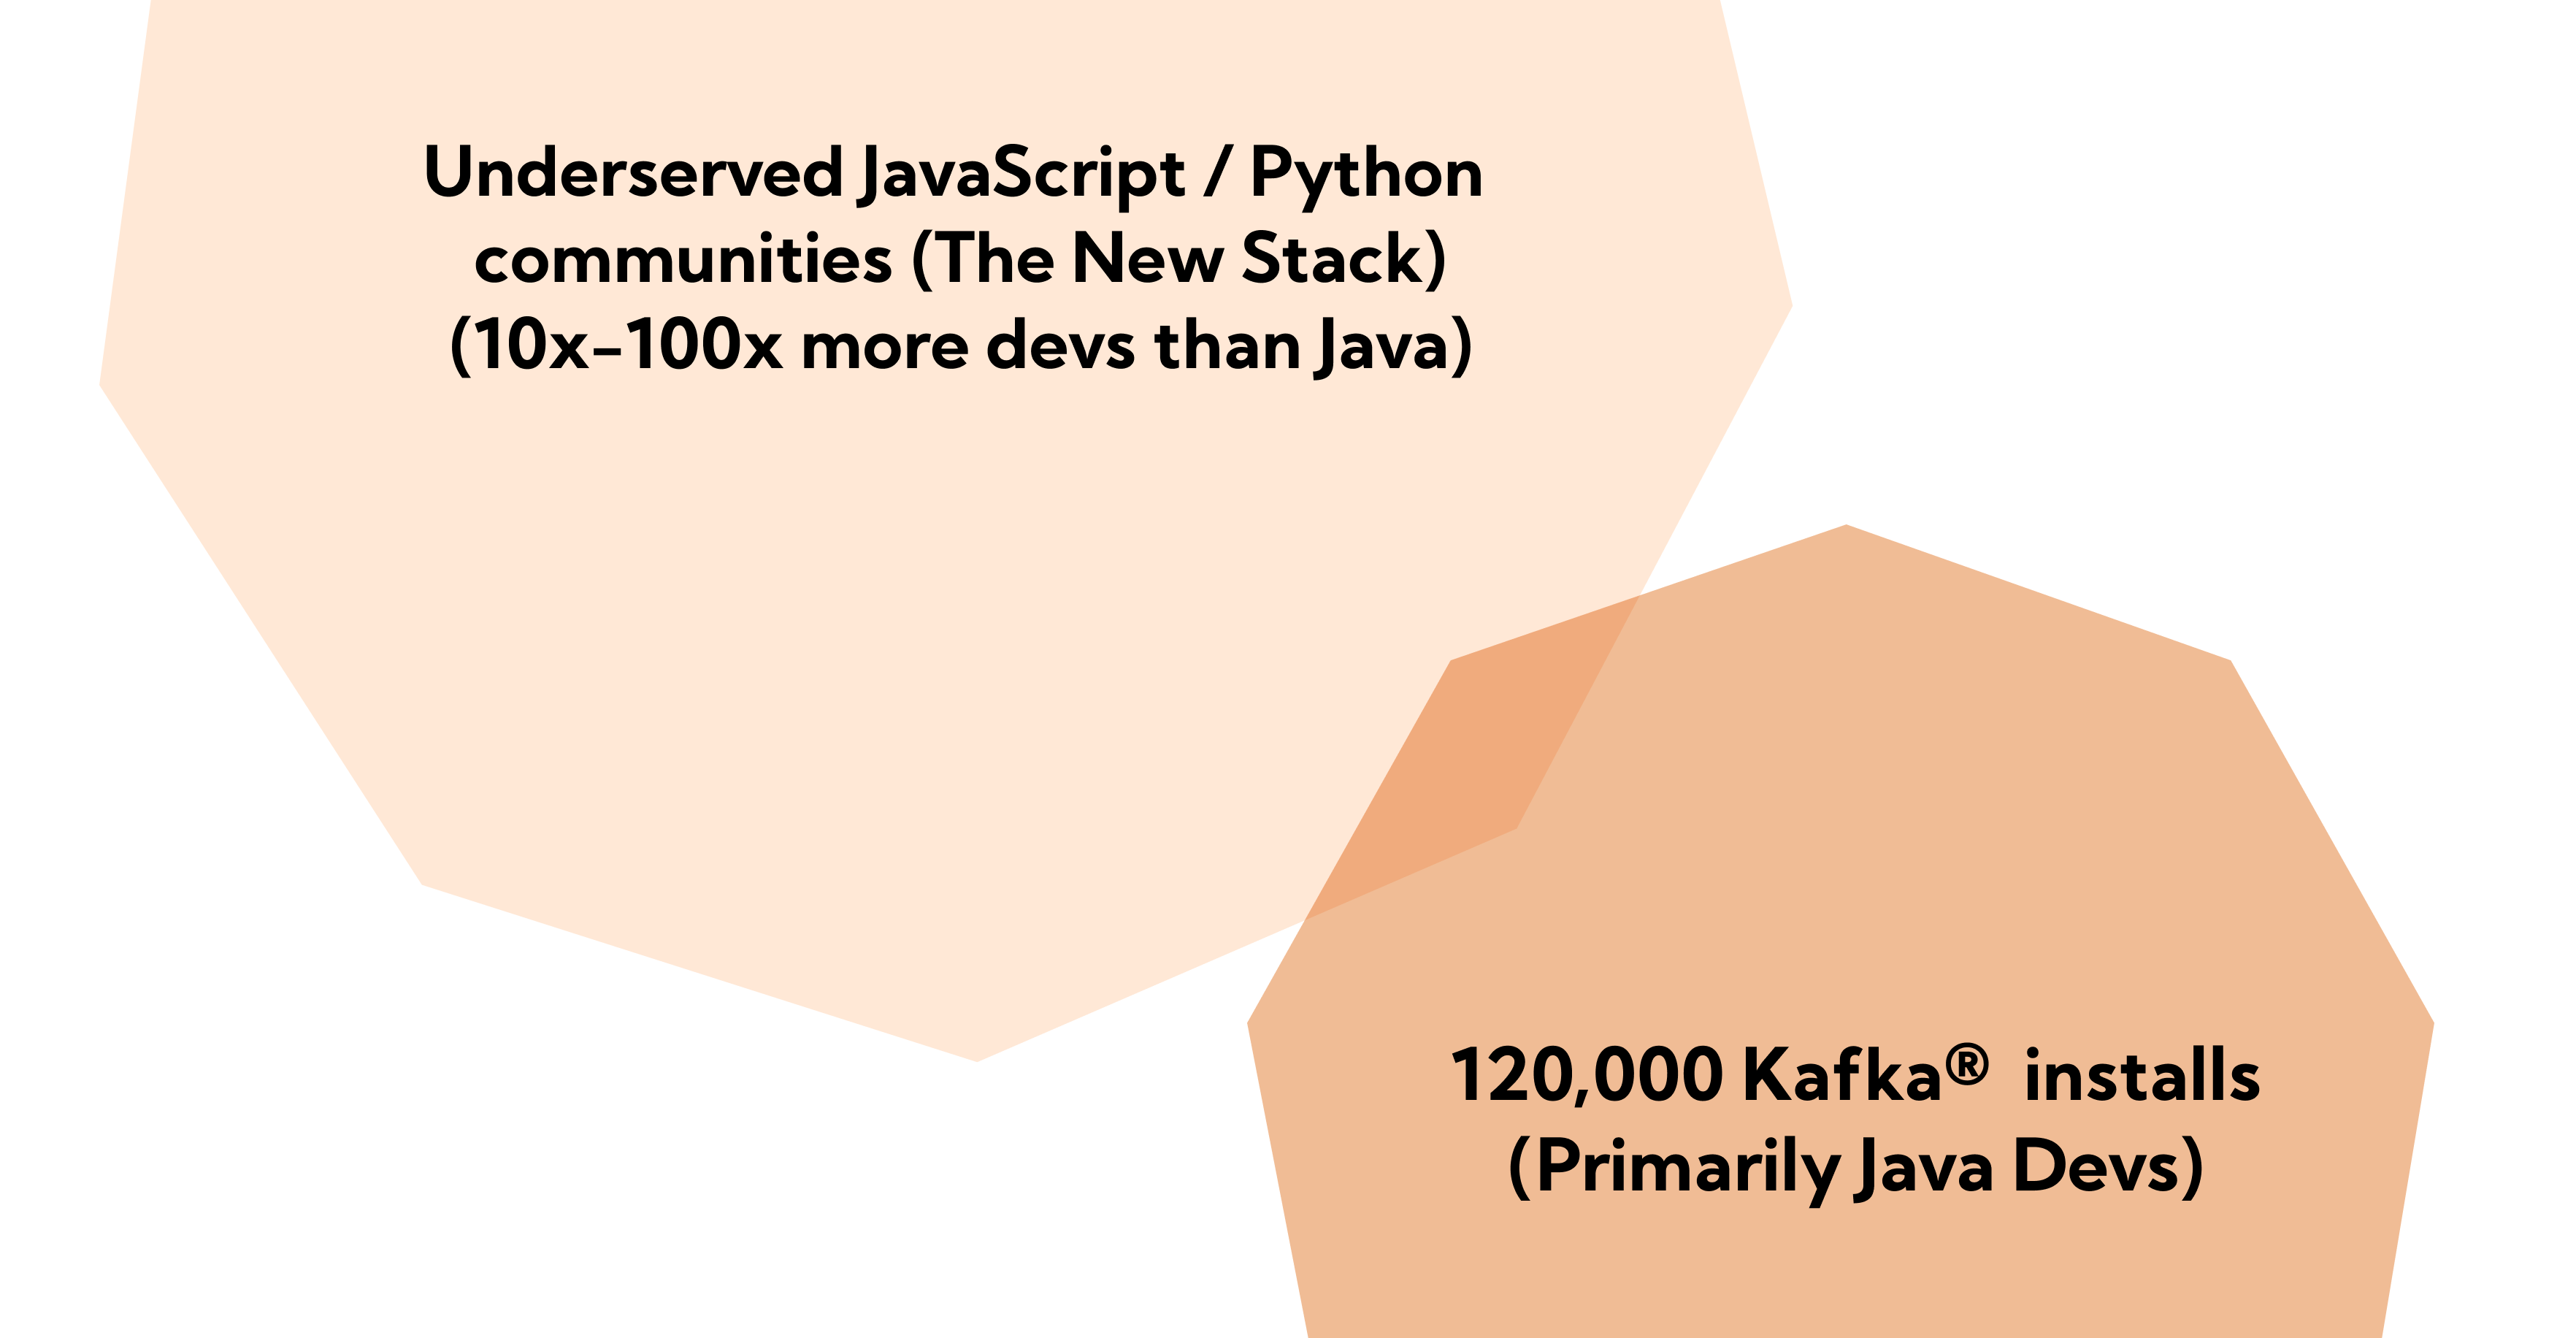 Underserved JavaScript / Python
communities (The New Stack)
(10x–100x more devs than Java)
120,000 Kafka® installs
(Primarily Java Devs)